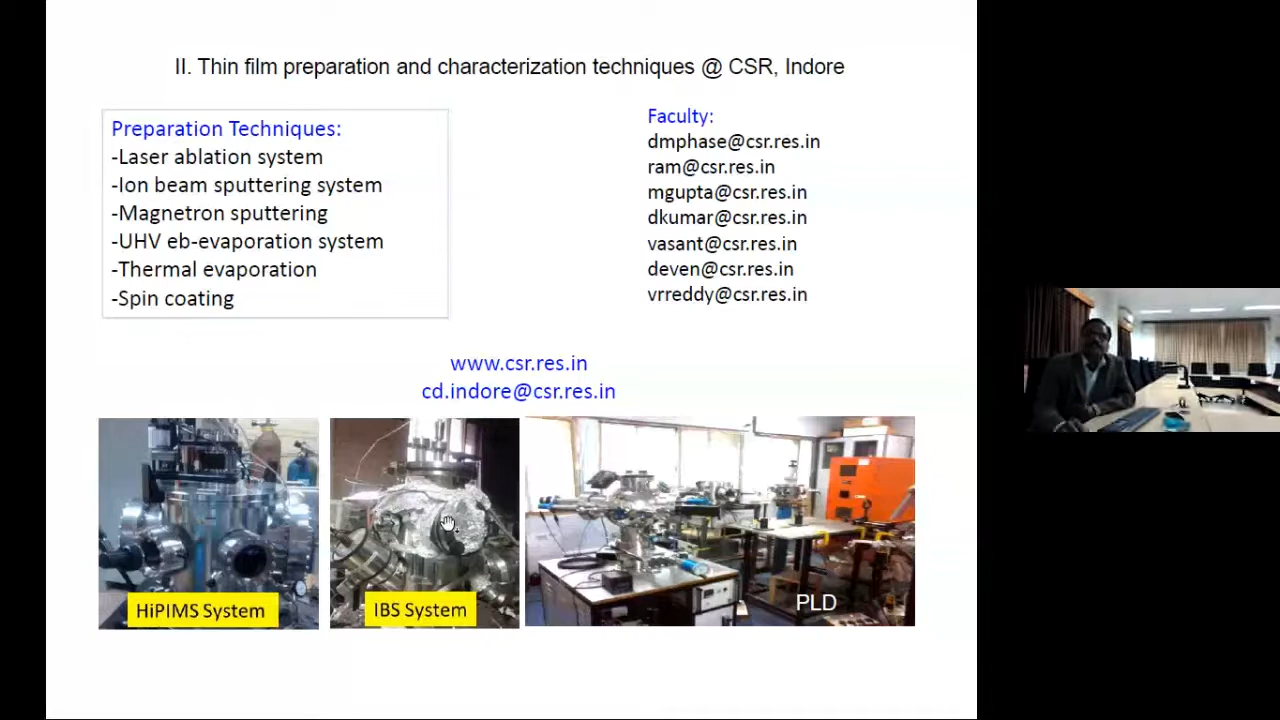 II. Thin film preparation and characterization techniques @ CSR, Indore
Preparation Techniques:
-Laser ablation system
-Ion beam sputtering system
-Magnetron sputtering
-UHV eb-evaporation system
-Thermal evaporation
-Spin coating
Faculty:
dmphase@csr.res.in
ram@csr.res.in
mgupta@csr.res.in
dkumar@csr.res.in
vasant@csr.res.in
deven@csr.res.in
vrreddy@csr.res.in
www.csr.res.in
cd.indore@csr.res.in
HiPIMS System
IBS System
PLD